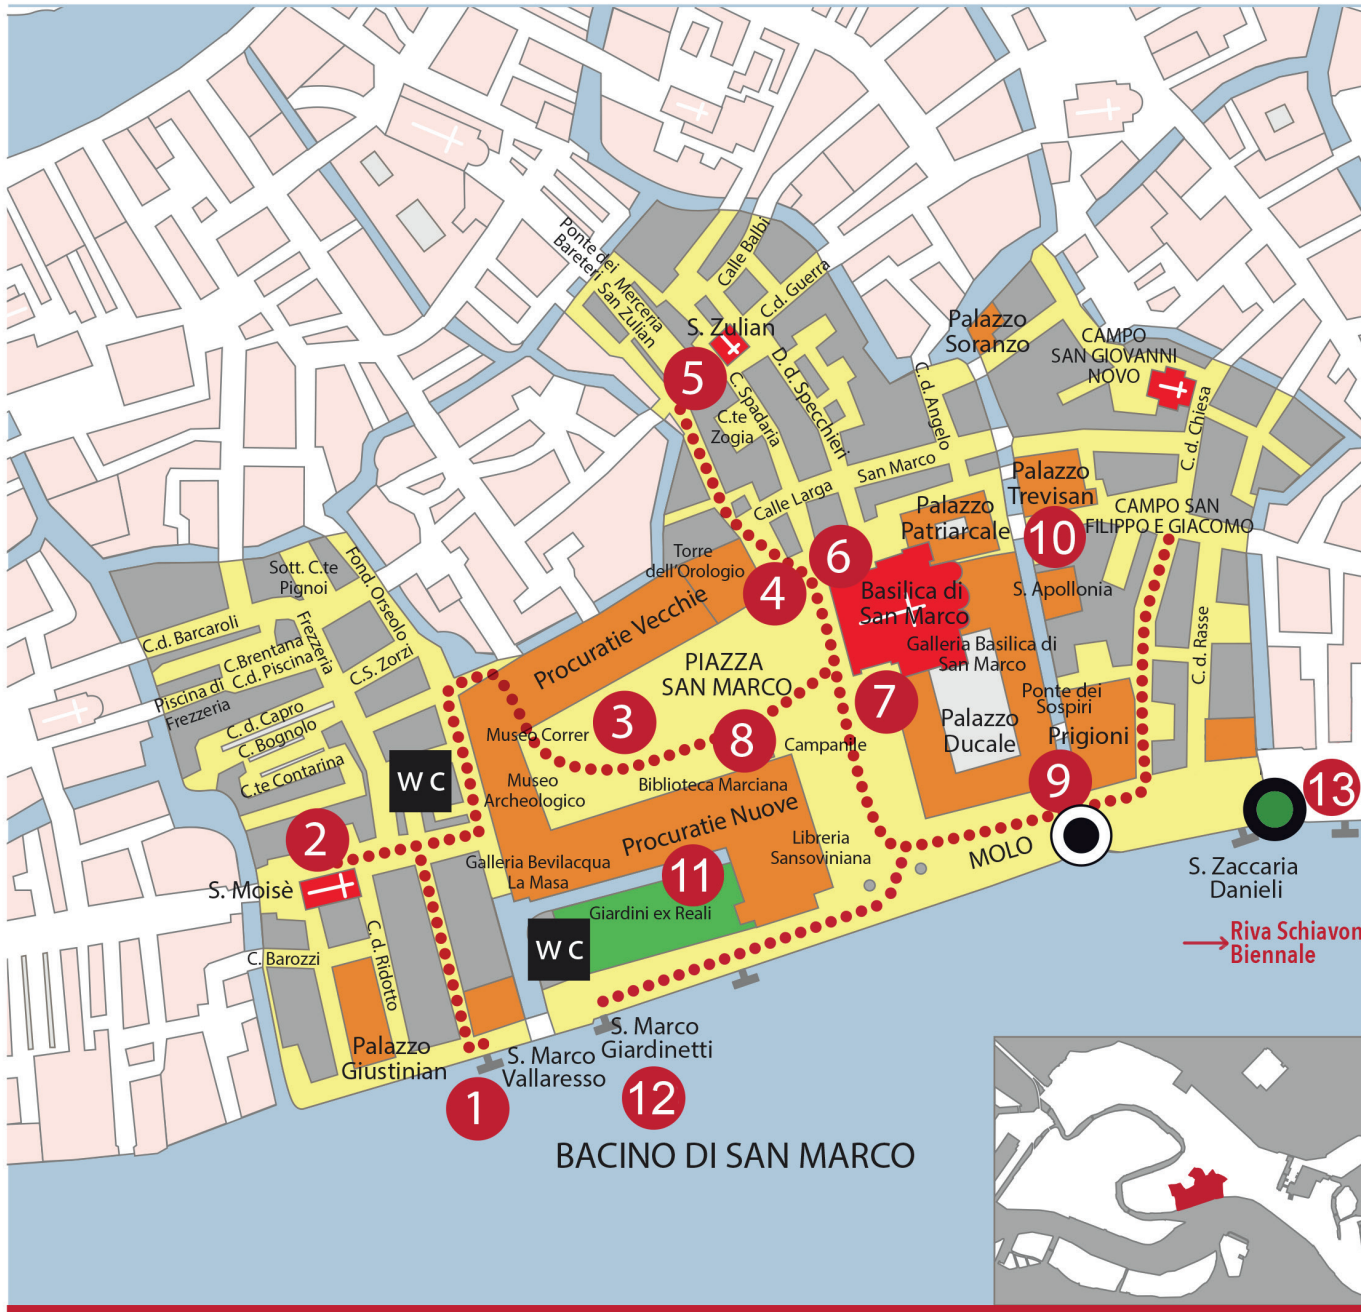 Ponte dei
Bareteri
Merceria
San Zulian
Calle Balbi
C.d. Guerra
S. Zulian
5
C. Spadaria
D. d. Specchieri
C.te
Zogia
Palazzo
Soranzo
CAMPO
SAN GIOVANNI
NOVO
C. d. Angelo
C. d. Chiesa
San Marco
Calle Larga
Palazzo
Trevisan
Palazzo
Patriarcale
CAMPO SAN
FILIPPO E GIACOMO
10
6
Torre
dell'Orologio
4
Basilica di
San Marco
S. Apollonia
Sott. C.te
Pignoi
Fond. Orseolo
Frezzeria
C.d. Barcaroli
C.Brentana
C.d. Piscina
C.S. Zorzi
Piscina di
Frezzeria
C. d. Capro
C. Bognolo
C.te Contarina
Procuratie Vecchie
PIAZZA
SAN MARCO
Galleria Basilica di
San Marco
C.d. Rasse
3
7
8
Museo Correr
Campanile
Palazzo
Ducale
Ponte dei
Sospiri
Prigioni
W C
Museo
Archeologico
Biblioteca Marciana
Procuratie Nuove
9
13
2
Libreria
Sansoviniana
MOLO
Galleria Bevilacqua
La Masa
11
S. Moisè
S. Zaccaria
Danieli
Giardini ex Reali
C. d. Ridotto
W C
C. Barozzi
Riva Schiavon
Biennale
Palazzo
Giustinian
S. Marco
Vallaresso
S. Marco
Giardinetti
1
12
BACINO DI SAN MARCO